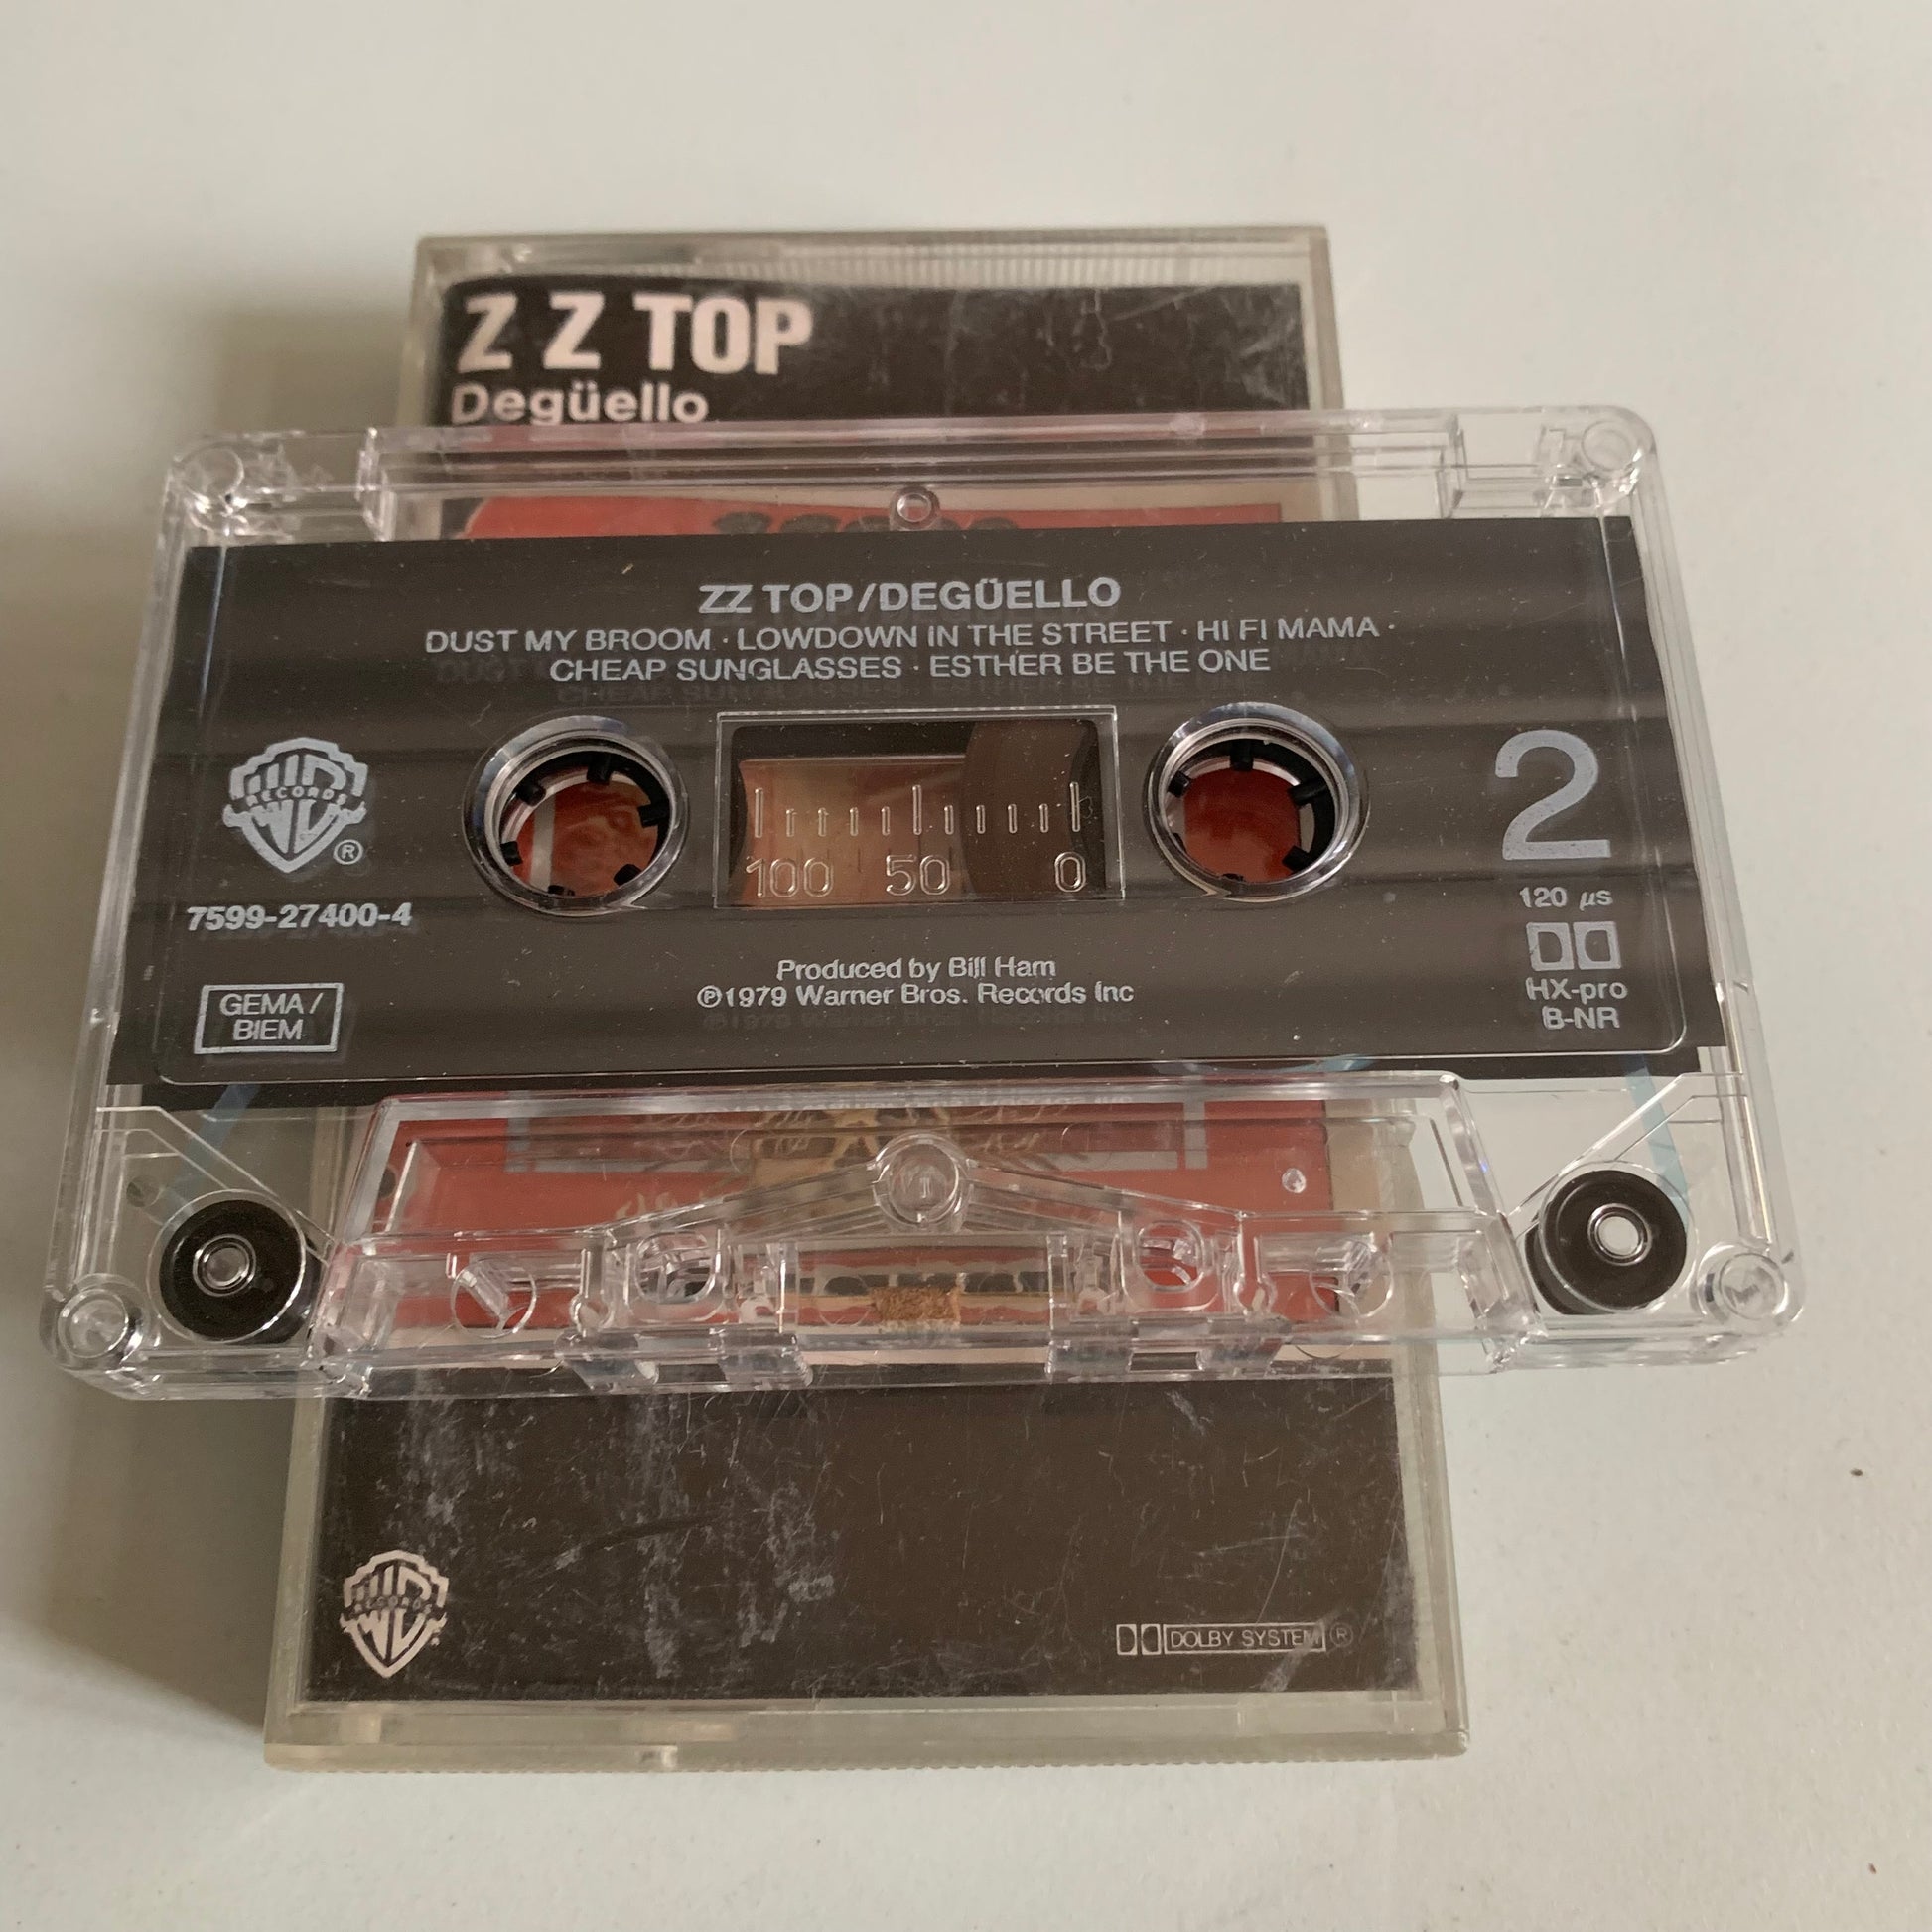 Z Z TOP
Degüello
ZZ TOP/DEGÜELLO
DUST MY BROOM · LOWDOWN IN THE STREET · HI FI MAMA ·
CHEAP SUNGLASSES · ESTHER BE THE ONE
RECORDS
®
7599-27400-4
GEMA/
BIEM
100 50 0
2
120 µs
HX-pro
B-NR
Produced by Bill Ham
℗1979 Warner Bros. Records Inc
RECORDS
DOLBY SYSTEM ®